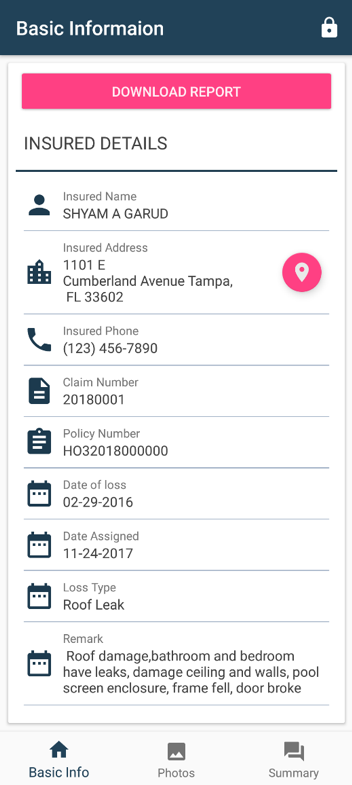 Basic Informaion
DOWNLOAD REPORT
INSURED DETAILS
Insured Name
SHYAM A GARUD
Insured Address
1101 E
Cumberland Avenue Tampa,
FL 33602
Insured Phone
(123) 456-7890
Claim Number
20180001
Policy Number
HO32018000000
Date of loss
02-29-2016
Date Assigned
11-24-2017
Loss Type
Roof Leak
Remark
Roof damage,bathroom and bedroom
have leaks, damage ceiling and walls, pool
screen enclosure, frame fell, door broke
Basic Info
Photos
Summary